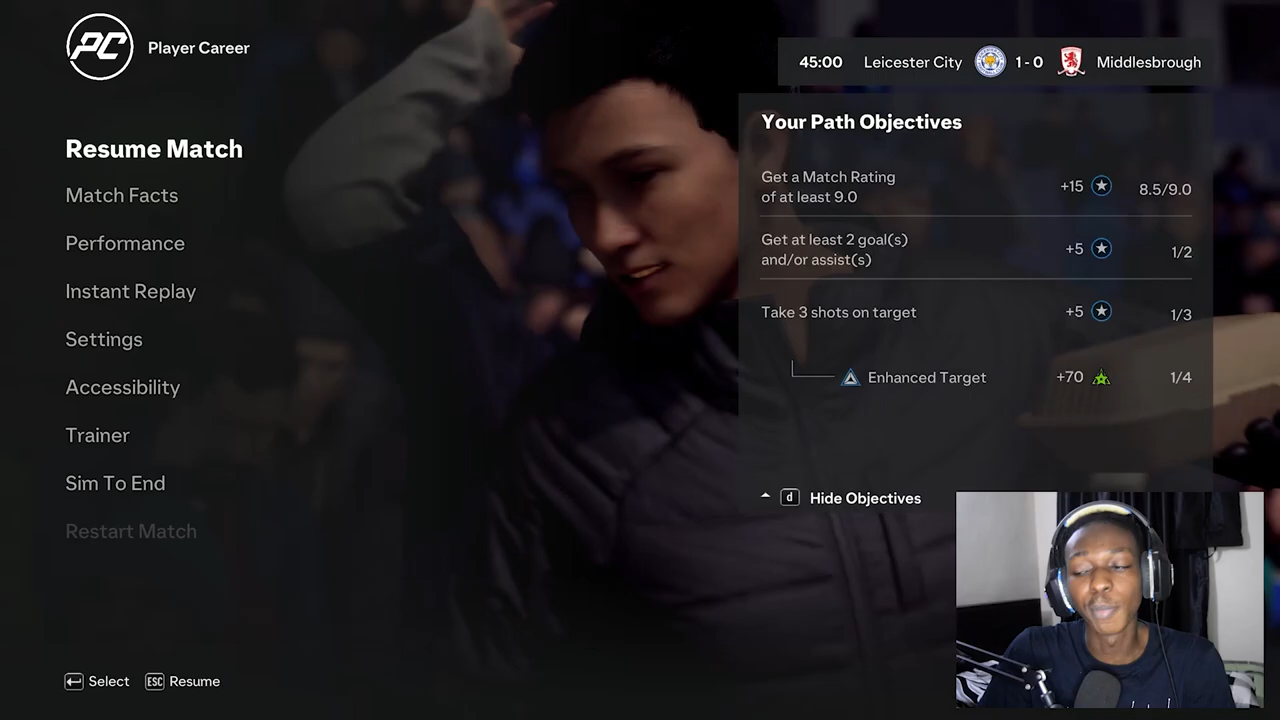 PC Player Career
45:00 Leicester City 1 - 0 Middlesbrough
Resume Match
Match Facts
Performance
Instant Replay
Settings
Accessibility
Trainer
Sim To End
Restart Match
Your Path Objectives
Get a Match Rating
of at least 9.0
+15 8.5/9.0
Get at least 2 goal(s)
and/or assist(s)
+5 1/2
Take 3 shots on target +5 1/3
Enhanced Target +70 1/4
d Hide Objectives
Select ESC Resume